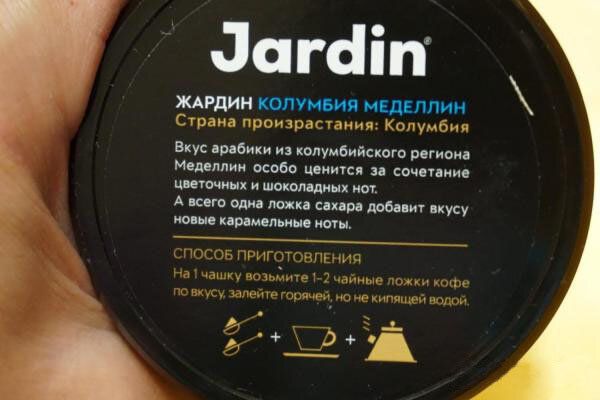 Jardin®
ЖАРДИН КОЛУМБИЯ МЕДЕЛЛИН
Страна произрастания: Колумбия
Вкус арабики из колумбийского региона
Меделлин особо ценится за сочетание
цветочных и шоколадных нот.
А всего одна ложка сахара добавит вкусу
новые карамельные ноты.
СПОСОБ ПРИГОТОВЛЕНИЯ
На 1 чашку возьмите 1-2 чайные ложки кофе
по вкусу, залейте горячей, но не кипящей водой.
+ +